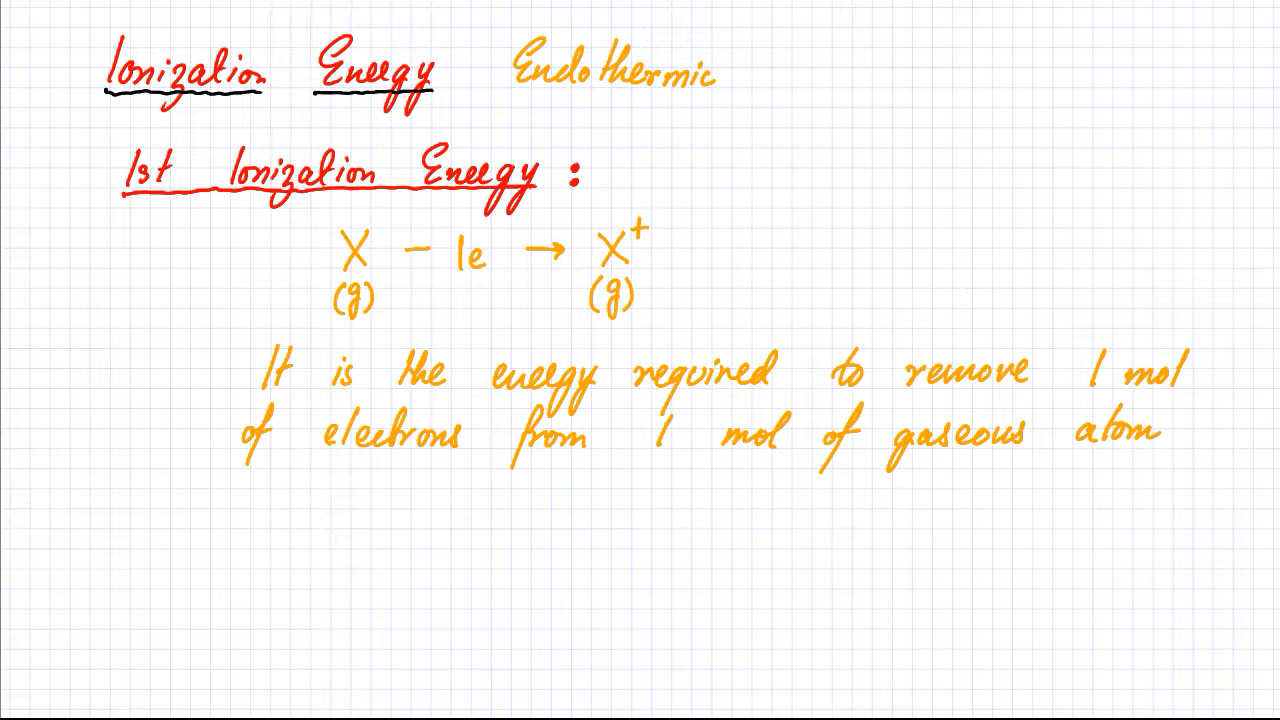 Ionization Energy Endothermic
1st Ionization Energy :
X - 1e → X+
(g) (g)
It is the energy required to remove 1 mol
of electrons from 1 mol of gaseous atom